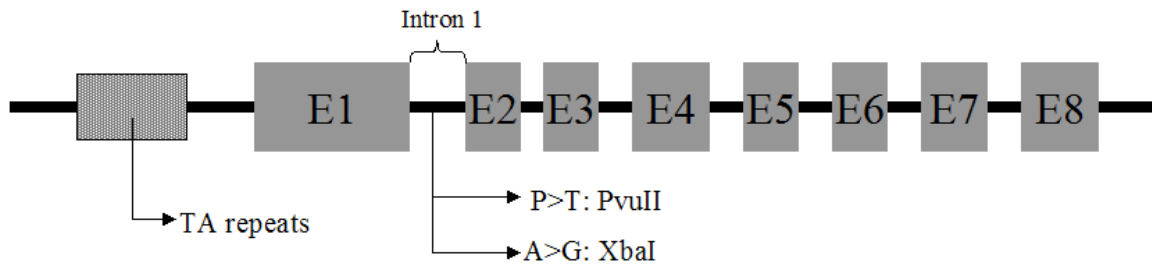 Intron 1
E1 E2 E3 E4 E5 E6 E7 E8
P>T: PvuII
TA repeats
A>G: XbaI